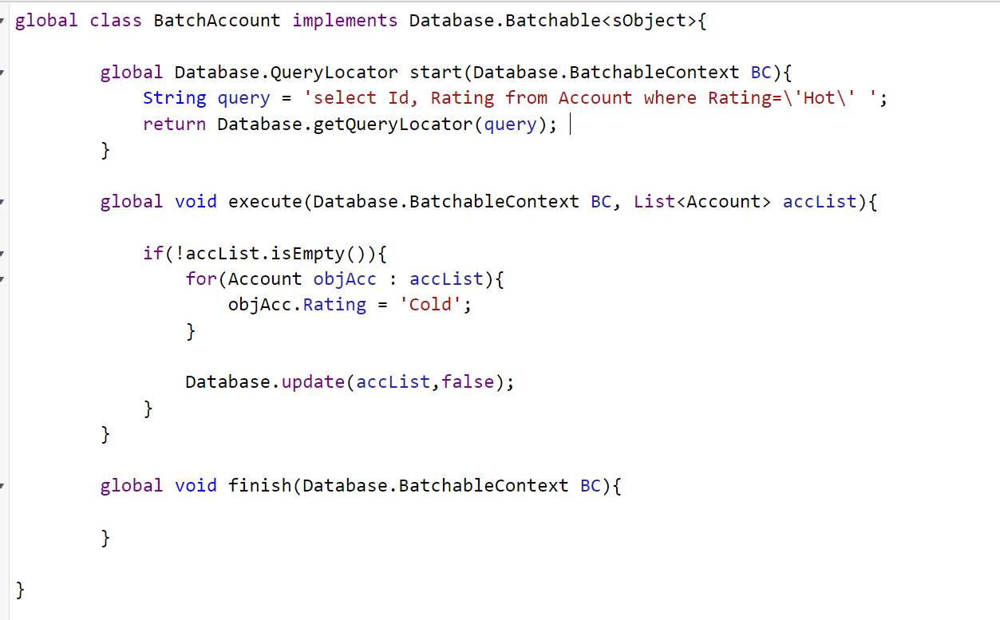 global class BatchAccount implements Database.Batchable<sObject>{
global Database.QueryLocator start(Database.BatchableContext BC){
String query = 'select Id, Rating from Account where Rating=\'Hot\' ';
return Database.getQueryLocator(query);
}
global void execute(Database.BatchableContext BC, List<Account> accList){
if(!accList.isEmpty()){
for(Account objAcc : accList){
objAcc.Rating = 'Cold';
}
Database.update(accList,false);
}
}
global void finish(Database.BatchableContext BC){
}
}